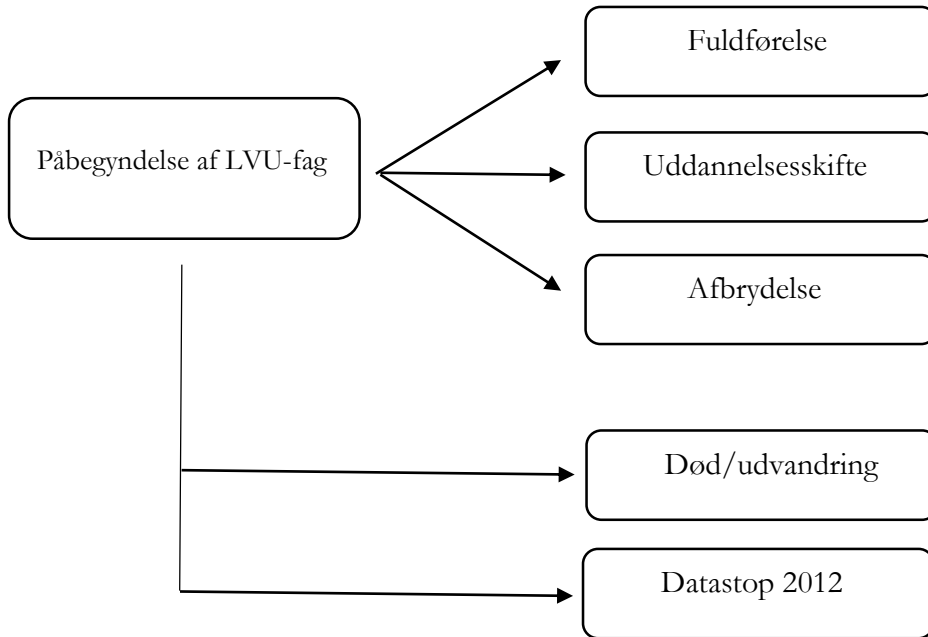 Fuldførelse
Påbegyndelse af LVU-fag
Uddannelsesskifte
Afbrydelse
Død/udvandring
Datastop 2012